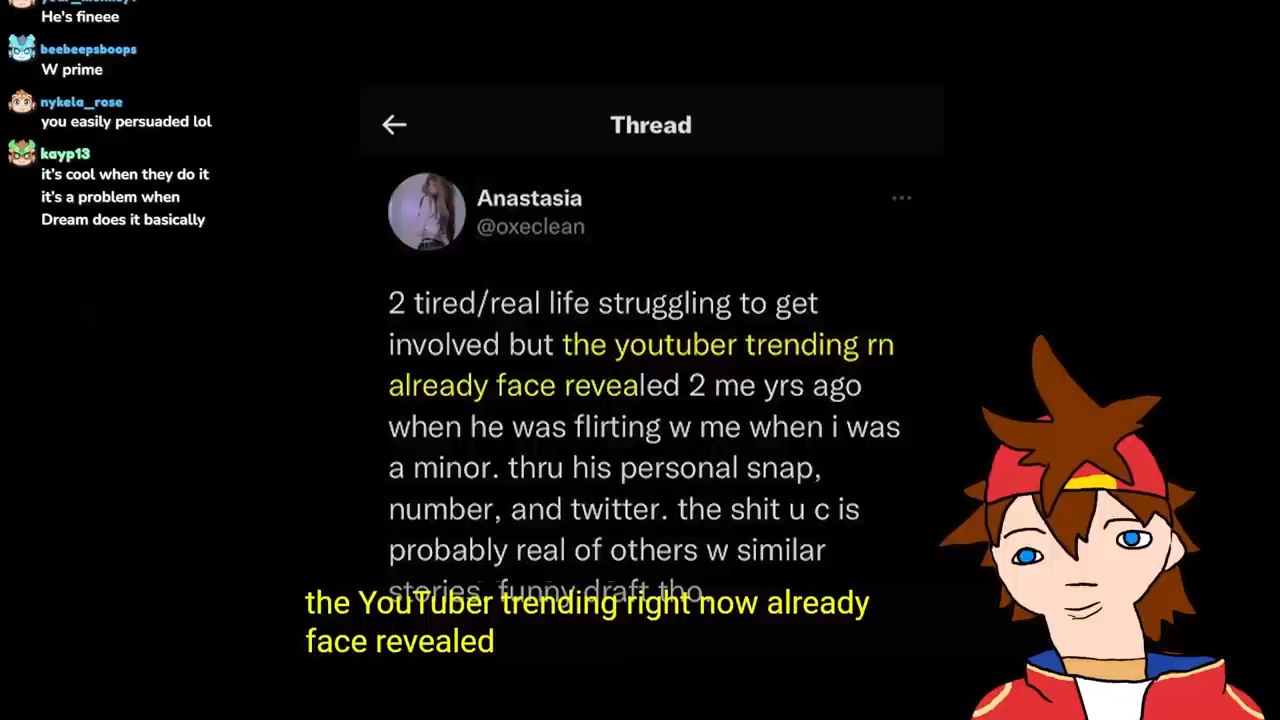 He's fineee
beebeepsboops
W prime
nykela_rose
you easily persuaded lol
kayp13
it's cool when they do it
it's a problem when
Dream does it basically
Thread
Anastasia
@oxeclean
2 tired/real life struggling to get
involved but the youtuber trending rn
already face revealed 2 me yrs ago
when he was flirting w me when i was
a minor. thru his personal snap,
number, and twitter. the shit u c is
probably real of others w similar
stories. funny draft tho.
the YouTuber trending right now already
face revealed